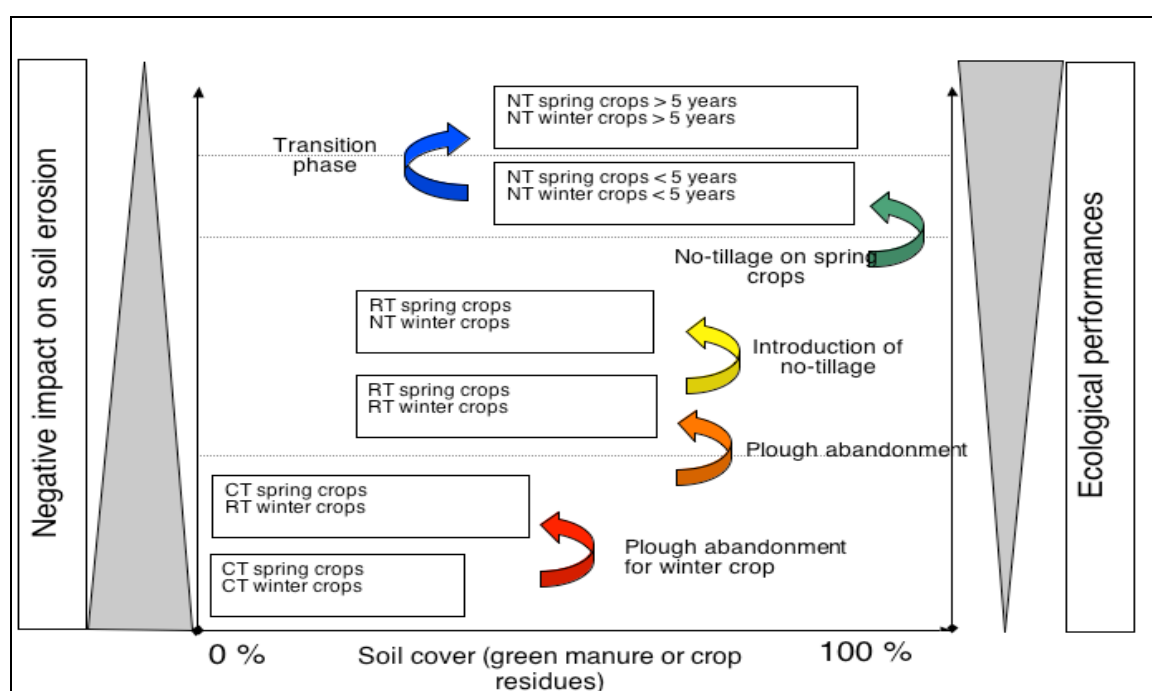 Negative impact on soil erosion
NT spring crops > 5 years
NT winter crops > 5 years
Transition
phase
NT spring crops < 5 years
NT winter crops < 5 years
No-tillage on spring
crops
RT spring crops
NT winter crops
Introduction of
no-tillage
RT spring crops
RT winter crops
Plough abandonment
CT spring crops
RT winter crops
Plough abandonment
for winter crop
CT spring crops
CT winter crops
Ecological performances
0 %
Soil cover (green manure or crop
residues)
100 %